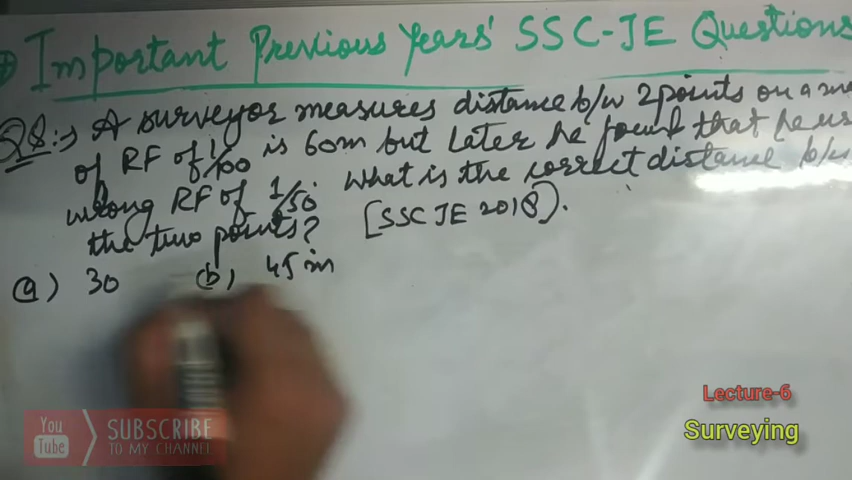 Important Previous Years' SSC-JE Questions
Q8:→ A surveyor measures distance b/w 2 points on a
of RF of 1/100 is 60m but later he found that he
wrong RF of 1/50. What is the correct distance b/w
the two points? [SSC JE 2018].
(a) 30 (b) 45 m
Lecture-6
Surveying
You
Tube
SUBSCRIBE
TO MY CHANNEL